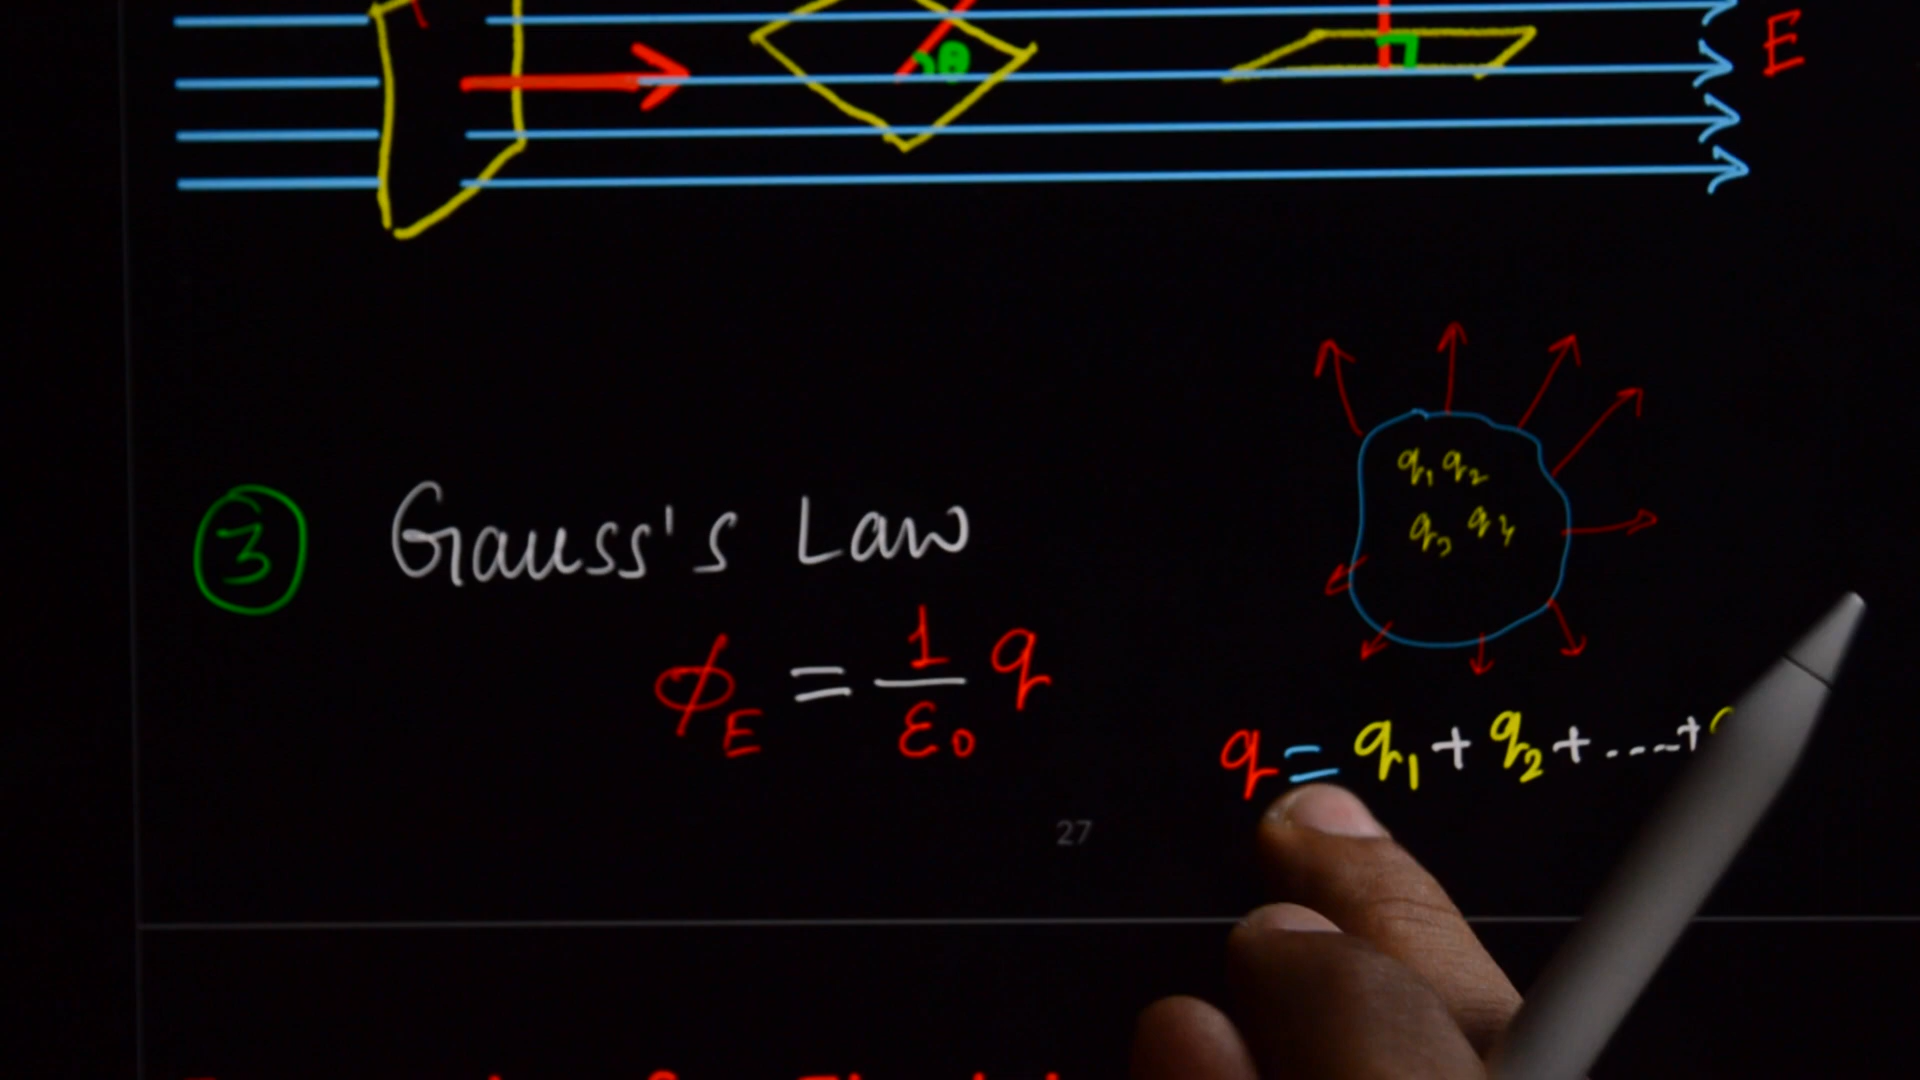 θ
E
q₁ q₂
q₃ q₄
3 Gauss's Law
ϕ_E = 1/ε₀ q
q = q₁ + q₂ + .... +
27